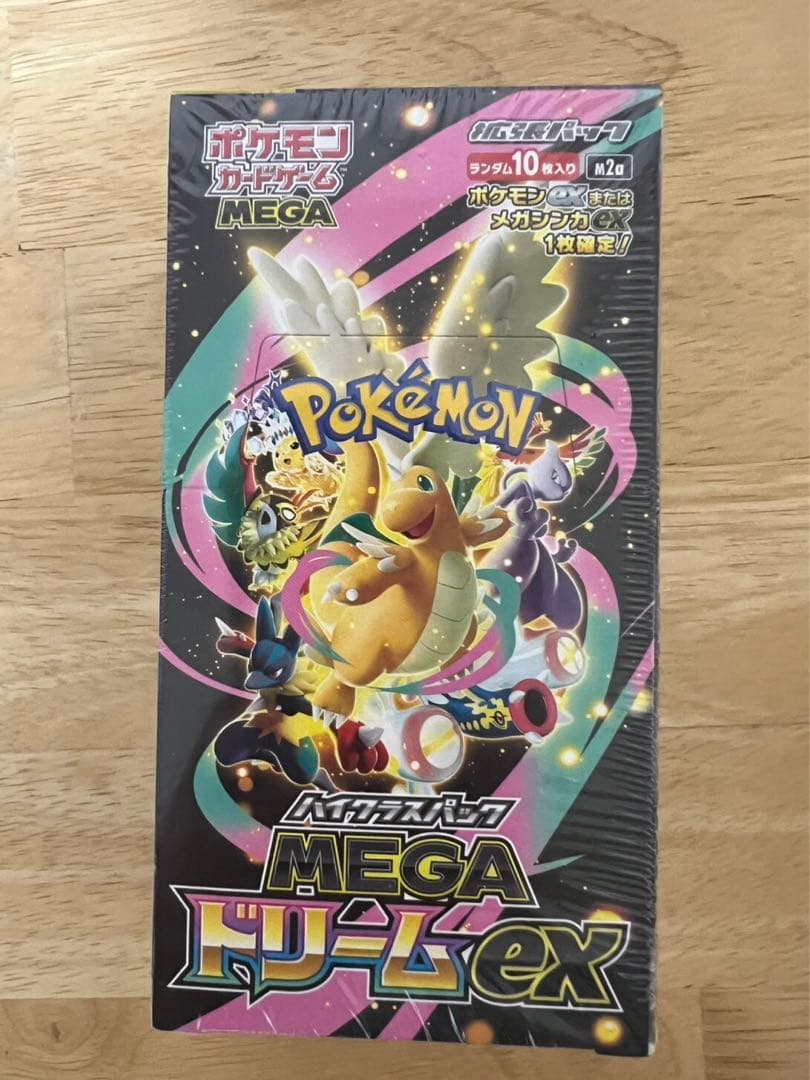 ポケモン
カードゲーム
MEGA
拡張パック
ランダム10枚入り
M2a
ポケモンexまたは
メガシンカex
1枚確定!
POKéMON
ハイクラスパック
MEGA
ドリームex